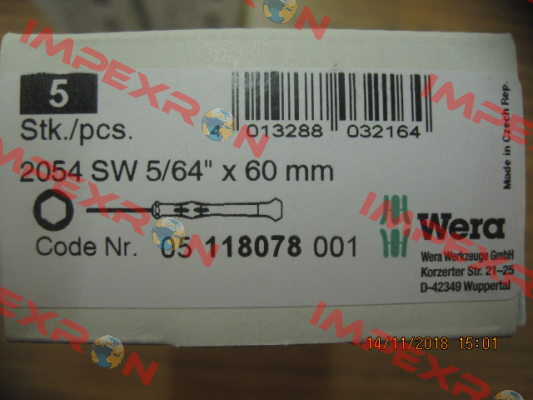 5
Stk./pcs.
4 013288 032164
2054 SW 5/64" x 60 mm
Code Nr. 05 118078 001
Made in Czech Rep.
Wera
Wera Werkzeuge GmbH
Korzerter Str. 21-25
D-42349 Wuppertal
14/11/2018 15:01
IMPEXRON
IMPEXRON
IMPEXRON
IMPEXRON
IMPEXRON